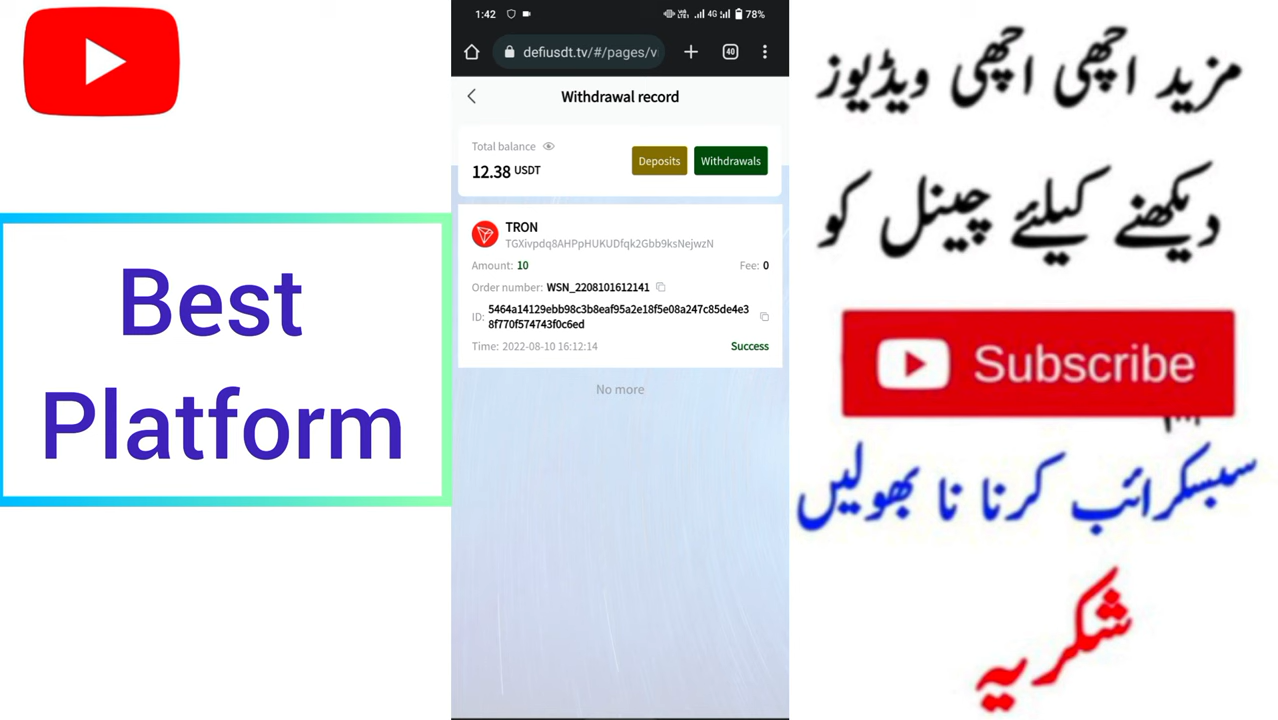 Best
Platform
1:42
4G 78%
defiusdt.tv/#/pages/v
40
Withdrawal record
Total balance
12.38 USDT
Deposits
Withdrawals
TRON
TGXivpdq8AHPpHUKUDfqk2Gbb9ksNejwzN
Amount: 10 Fee: 0
Order number: WSN_2208101612141
ID: 5464a14129ebb98c3b8eaf95a2e18f5e08a247c85de4e3
8f770f574743f0c6ed
Time: 2022-08-10 16:12:14 Success
No more
مزید اچھی اچھی ویڈیوز
دیکھنے کیلئے چینل کو
Subscribe
سبسکرائب کرنا نا بھولیں
شکریہ